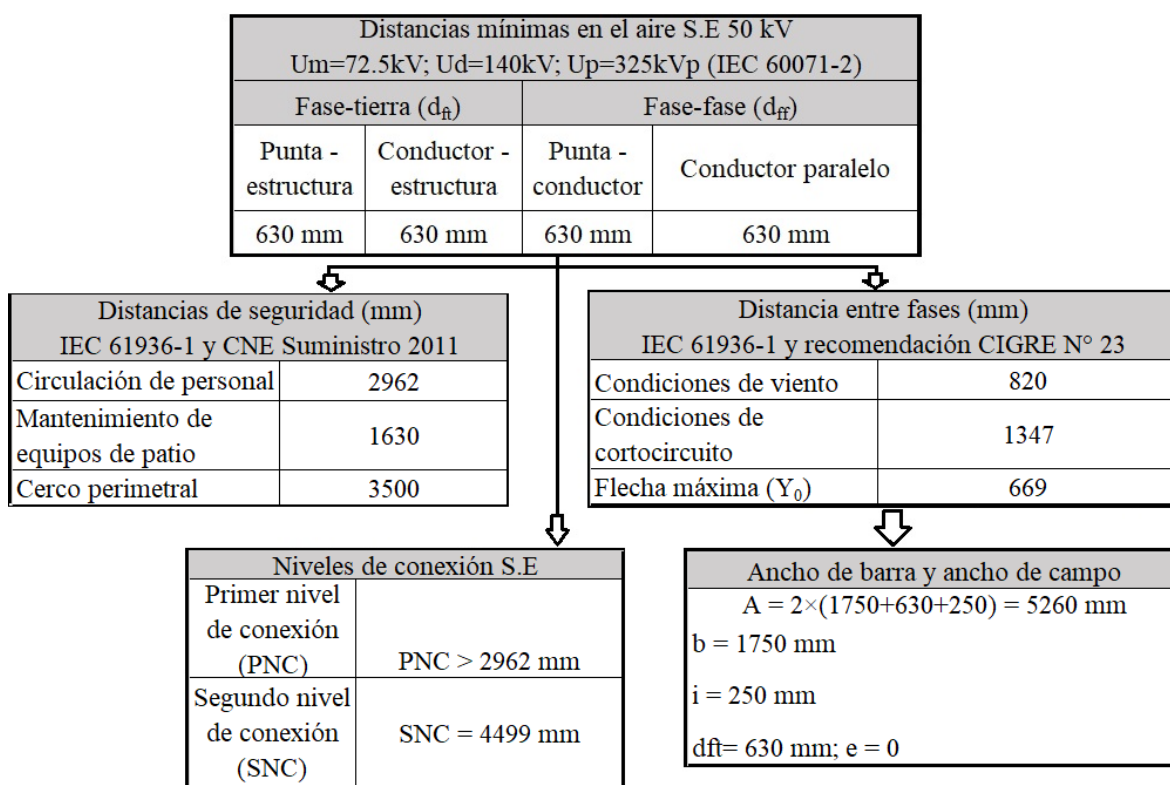 Distancias mínimas en el aire S.E 50 kV
Um=72.5kV; Ud=140kV; Up=325kVp (IEC 60071-2)
Fase-tierra (dft)
Fase-fase (dff)
Punta -
estructura
Conductor -
estructura
Punta -
conductor
Conductor paralelo
630 mm
630 mm
630 mm
630 mm
Distancias de seguridad (mm)
IEC 61936-1 y CNE Suministro 2011
Circulación de personal
2962
Mantenimiento de
equipos de patio
1630
Cerco perimetral
3500
Distancia entre fases (mm)
IEC 61936-1 y recomendación CIGRE N° 23
Condiciones de viento
820
Condiciones de
cortocircuito
1347
Flecha máxima (Y0)
669
Niveles de conexión S.E
Primer nivel
de conexión
(PNC)
PNC > 2962 mm
Segundo nivel
de conexión
(SNC)
SNC = 4499 mm
Ancho de barra y ancho de campo
A = 2×(1750+630+250) = 5260 mm
b = 1750 mm
i = 250 mm
dft= 630 mm; e = 0